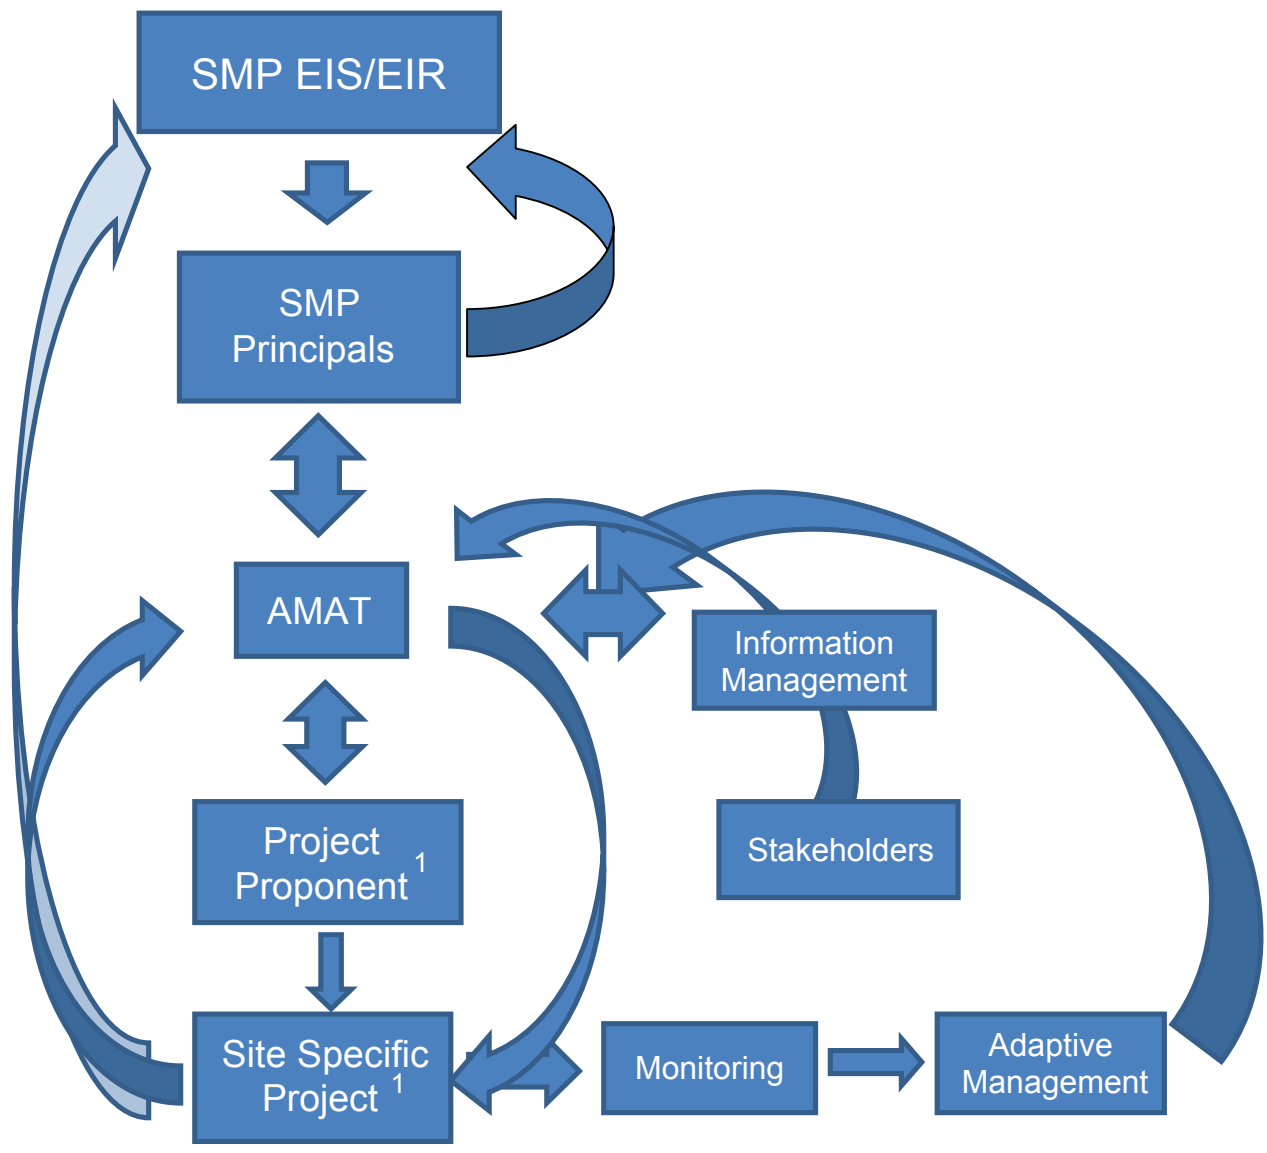 SMP EIS/EIR
SMP
Principals
AMAT
Information
Management
Project
Proponent 1
Stakeholders
Site Specific
Project 1
Monitoring
Adaptive
Management